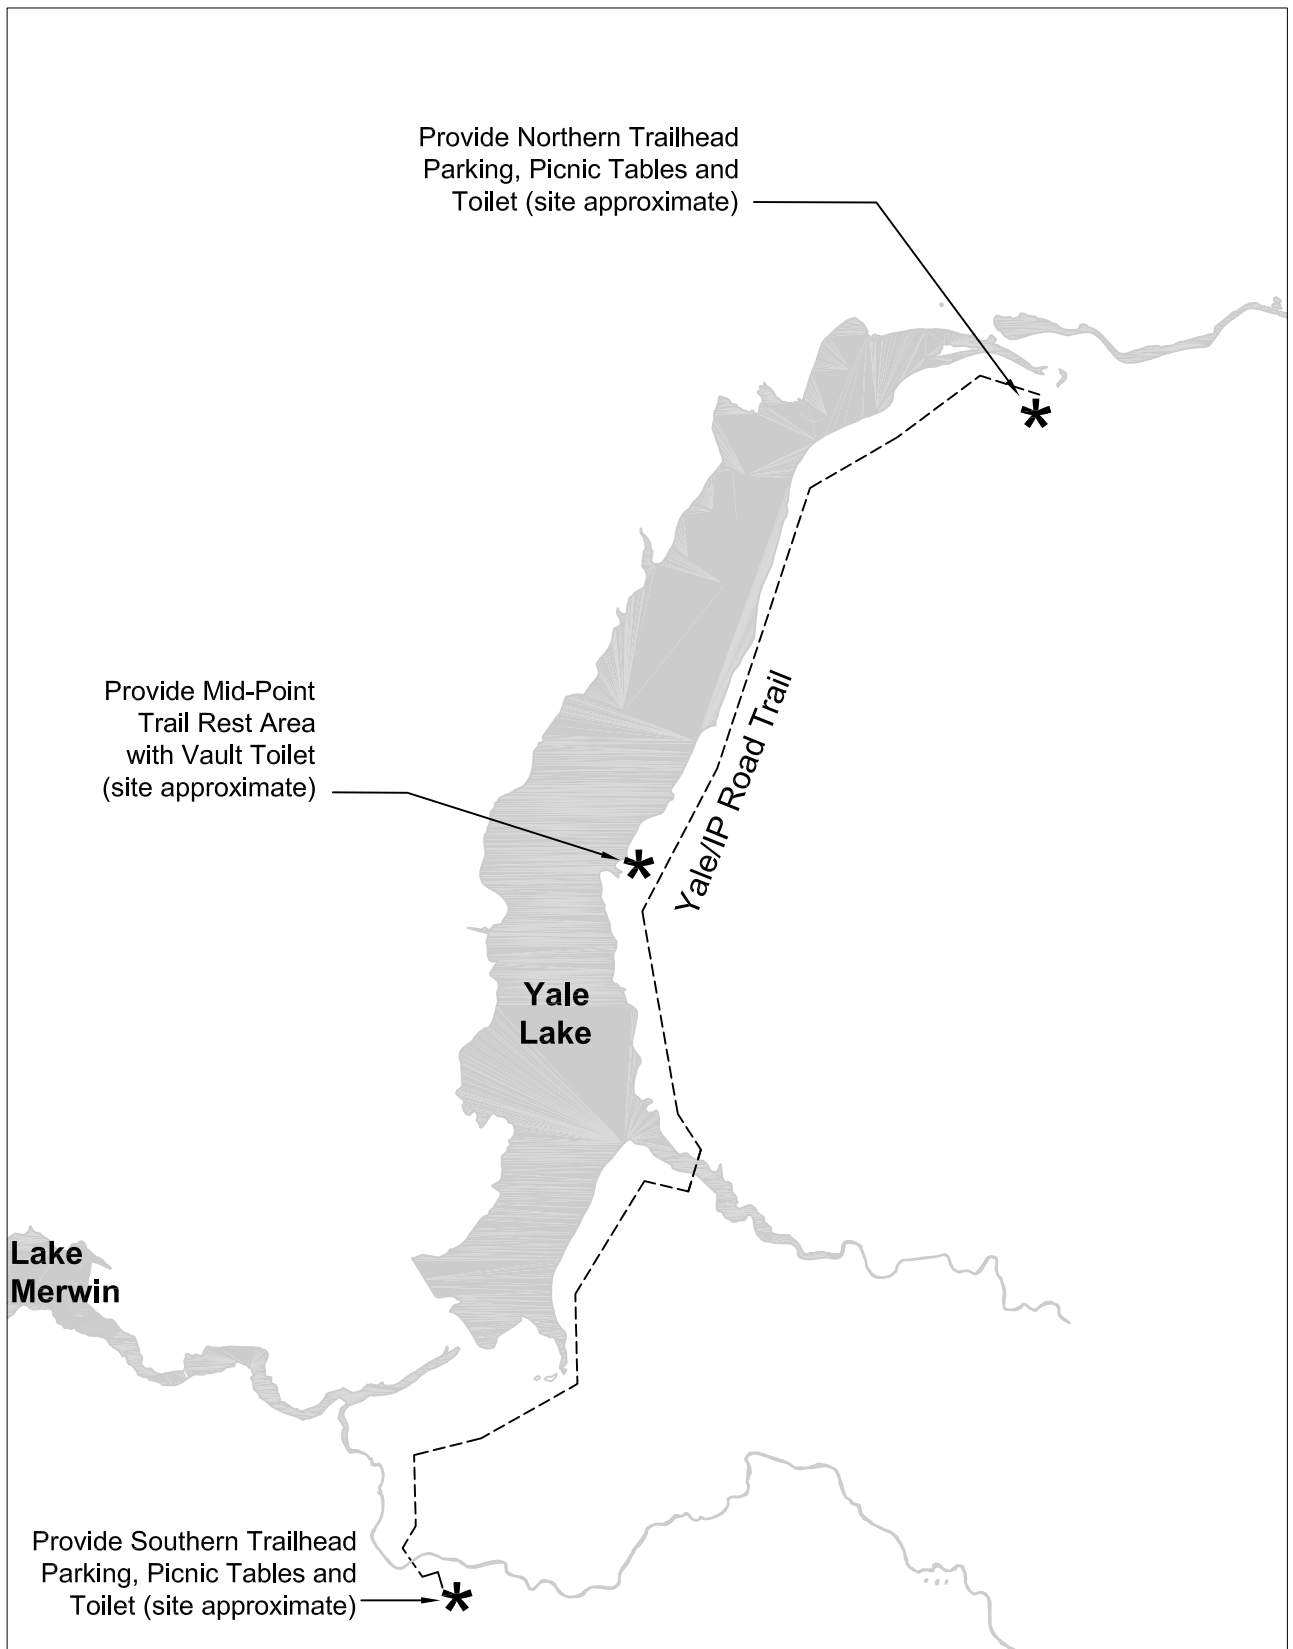 Provide Northern Trailhead
Parking, Picnic Tables and
Toilet (site approximate)
Provide Mid-Point
Trail Rest Area
with Vault Toilet
(site approximate)
Yale/IP Road Trail
Yale
Lake
Lake
Merwin
Provide Southern Trailhead
Parking, Picnic Tables and
Toilet (site approximate)